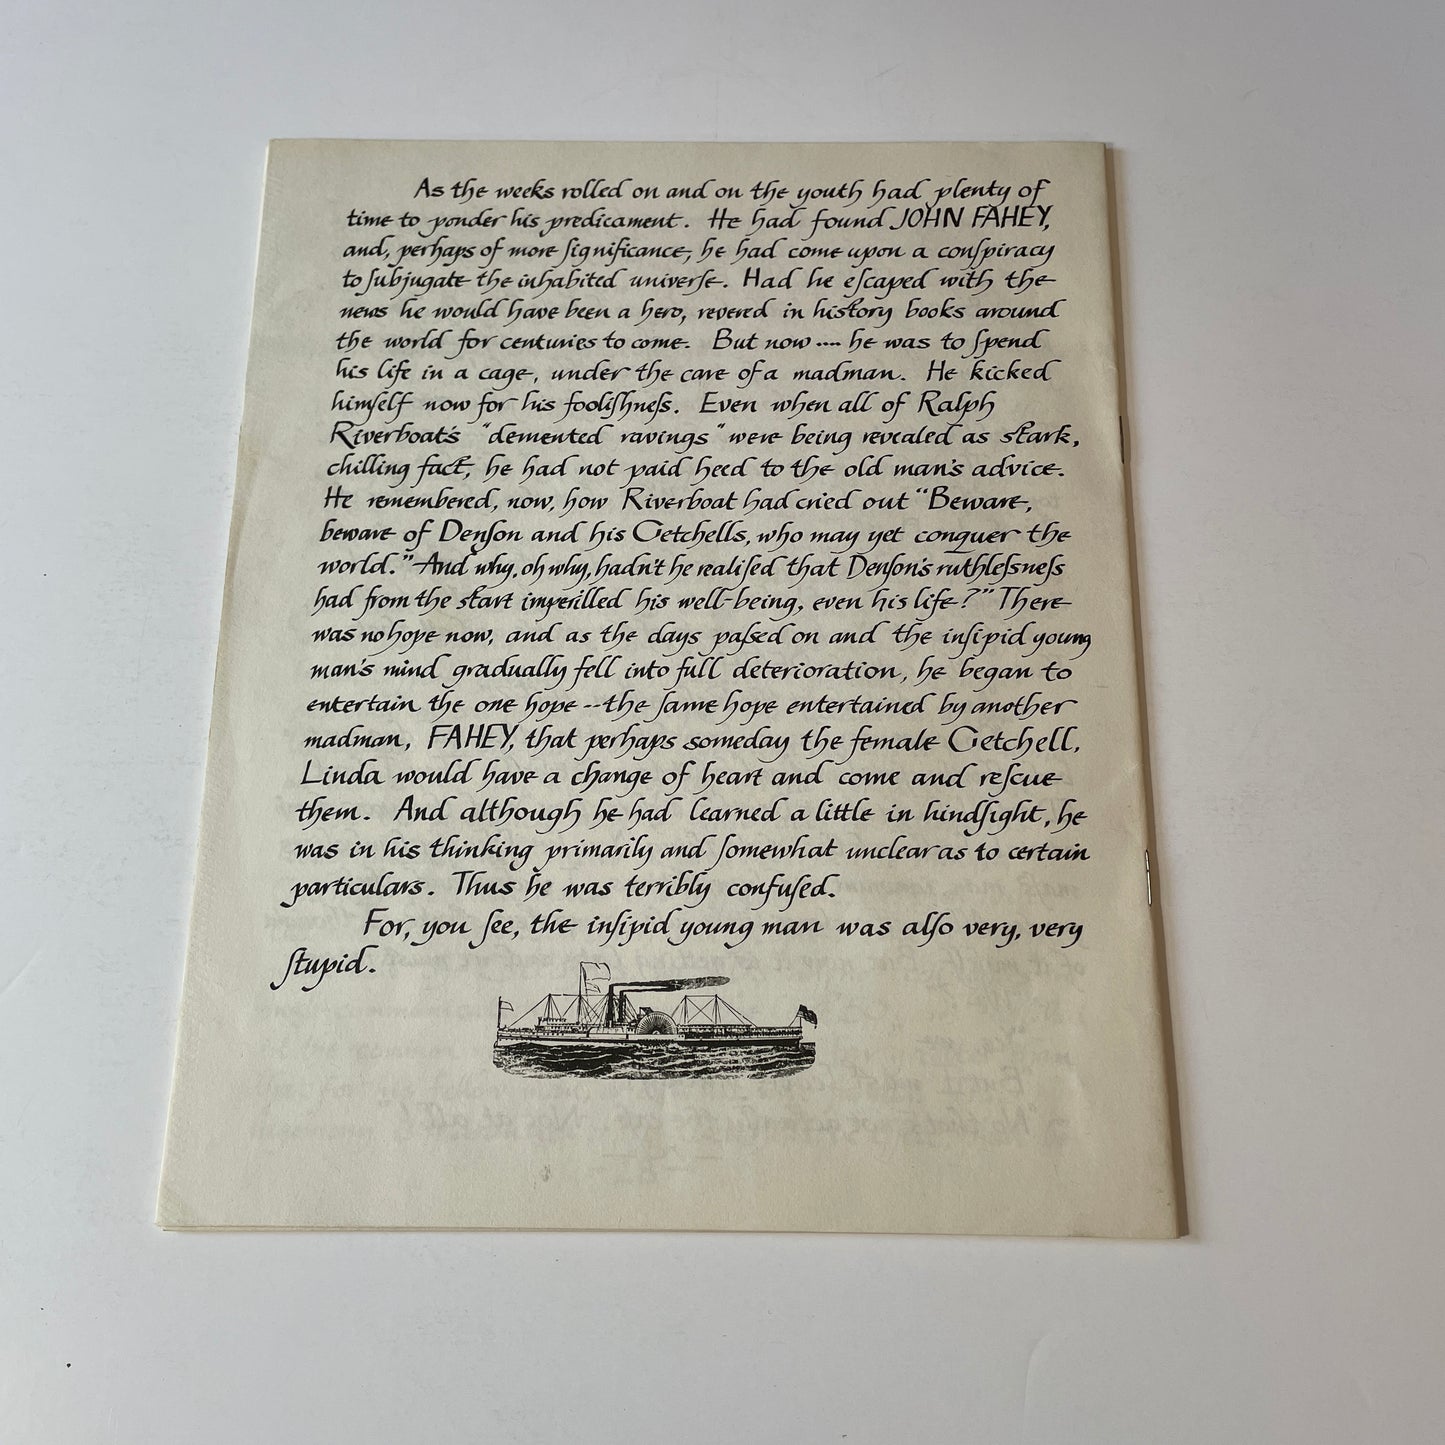 As the weeks rolled on and on the youth had plenty of
time to ponder his predicament. He had found JOHN FAHEY,
and, perhaps of more ſignificance, he had come upon a conſpiracy
to ſubjugate the inhabited univerſe. Had he eſcaped with the
news he would have been a hero, revered in history books around
the world for centuries to come. But now .... he was to ſpend
his life in a cage, under the care of a madman. He kicked
himſelf now for his fooliſhneſs. Even when all of Ralph
Riverboat's "demented ravings" were being revealed as stark,
chilling fact, he had not paid heed to the old man's advice.
He remembered, now, how Riverboat had cried out "Beware,
beware of Denſon and his Getchells, who may yet conquer the
world." And why, oh why, hadn't he realiſed that Denſon's ruthleſsneſs
had from the start imperilled his well-being, even his life?" There
was no hope now, and as the days paſsed on and the inſipid young
man's mind gradually fell into full deterioration, he began to
entertain the one hope -- the ſame hope entertained by another
madman, FAHEY, that perhaps someday the female Getchell,
Linda would have a change of heart and come and reſcue
them. And although he had learned a little in hindſight, he
was in his thinking primarily and ſomewhat unclear as to certain
particulars. Thus he was terribly confuſed.
For, you ſee, the inſipid young man was alſo very, very
ſtupid.